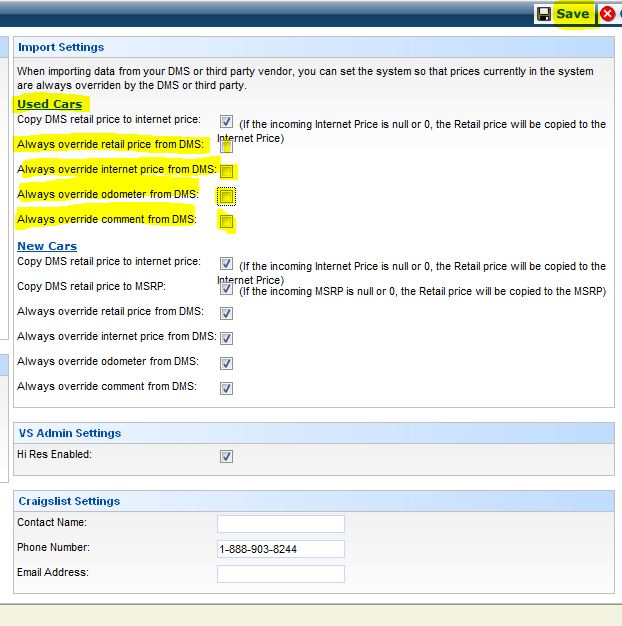 Save
Import Settings
When importing data from your DMS or third party vendor, you can set the system so that prices currently in the system
are always overriden by the DMS or third party.
Used Cars
Copy DMS retail price to internet price: (If the incoming Internet Price is null or 0, the Retail price will be copied to the
Internet Price)
Always override retail price from DMS:
Always override internet price from DMS:
Always override odometer from DMS:
Always override comment from DMS:
New Cars
Copy DMS retail price to internet price: (If the incoming Internet Price is null or 0, the Retail price will be copied to the
Internet Price)
Copy DMS retail price to MSRP: (If the incoming MSRP is null or 0, the Retail price will be copied to the MSRP)
Always override retail price from DMS:
Always override internet price from DMS:
Always override odometer from DMS:
Always override comment from DMS:
VS Admin Settings
Hi Res Enabled:
Craigslist Settings
Contact Name:
Phone Number: 1-888-903-8244
Email Address: